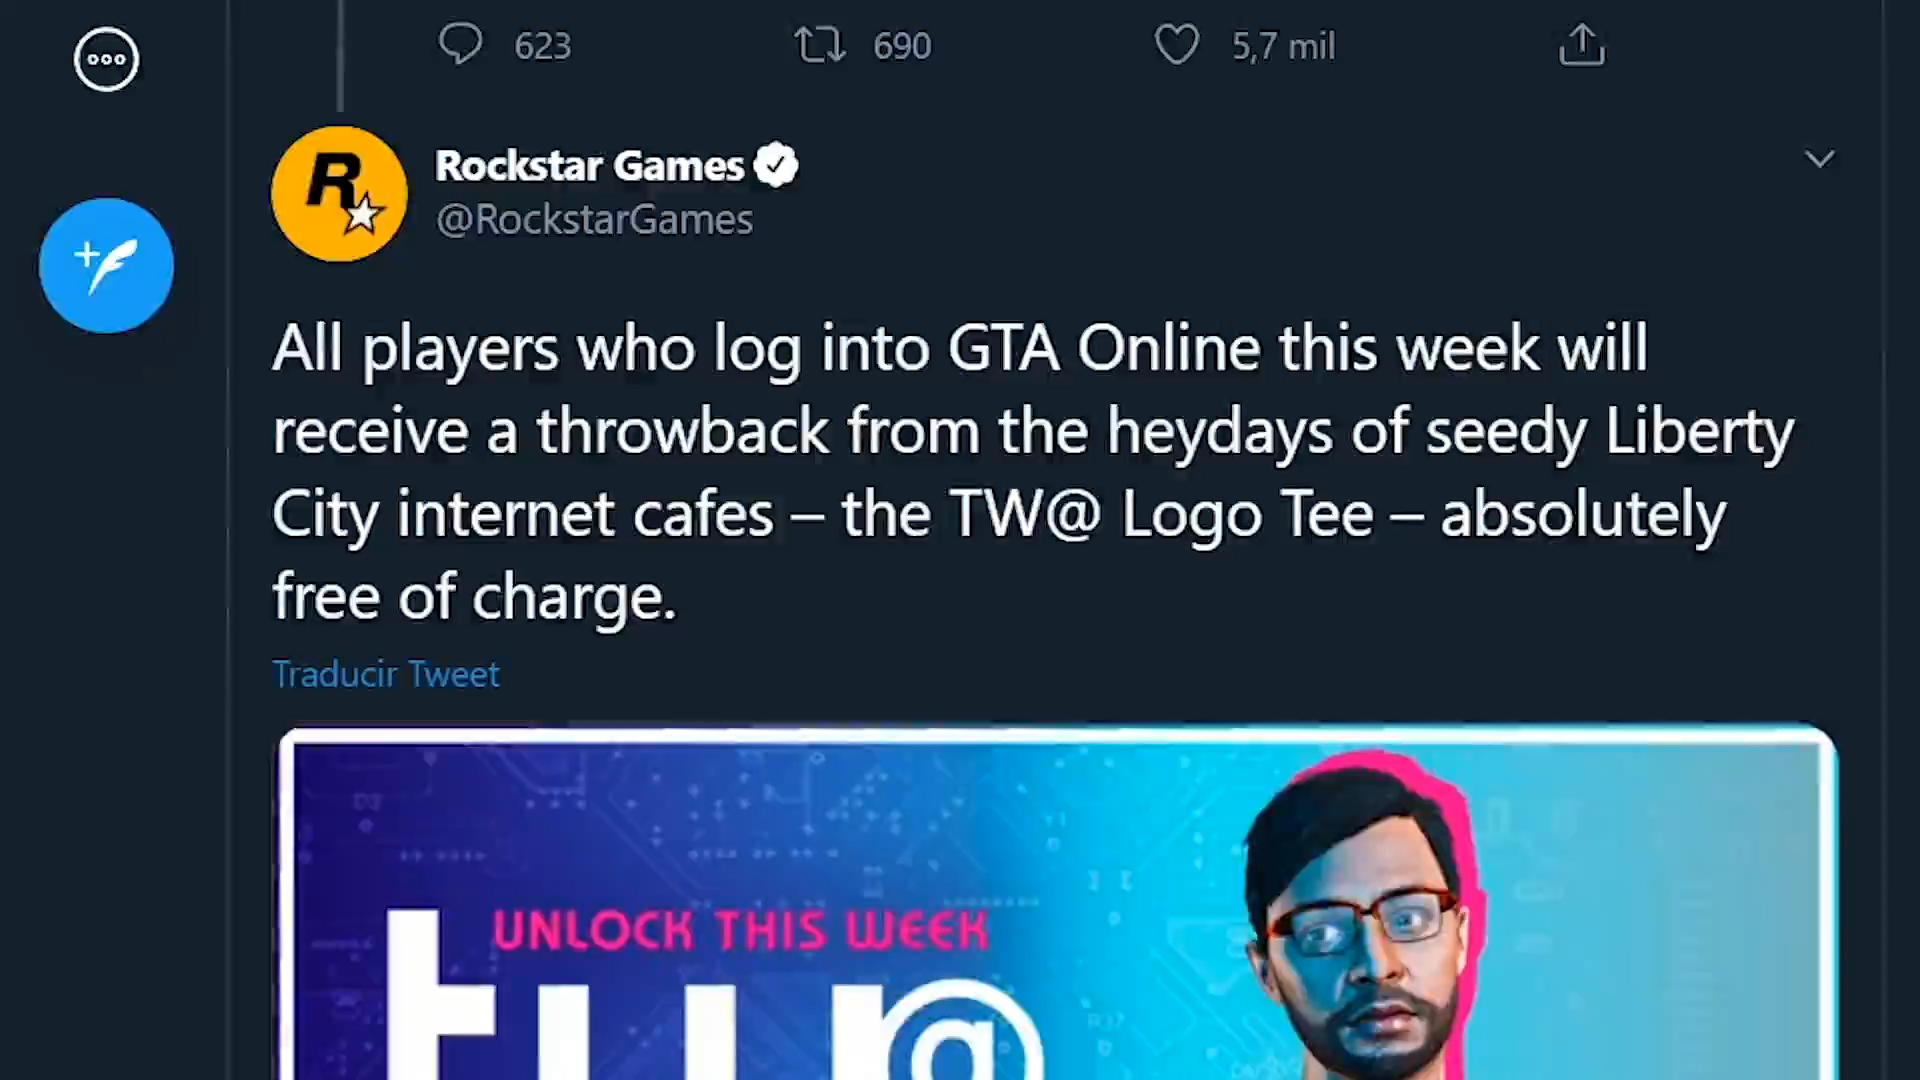 623 690 5,7 mil
Rockstar Games
@RockstarGames
All players who log into GTA Online this week will
receive a throwback from the heydays of seedy Liberty
City internet cafes – the TW@ Logo Tee – absolutely
free of charge.
Traducir Tweet
UNLOCK THIS WEEK
tw@